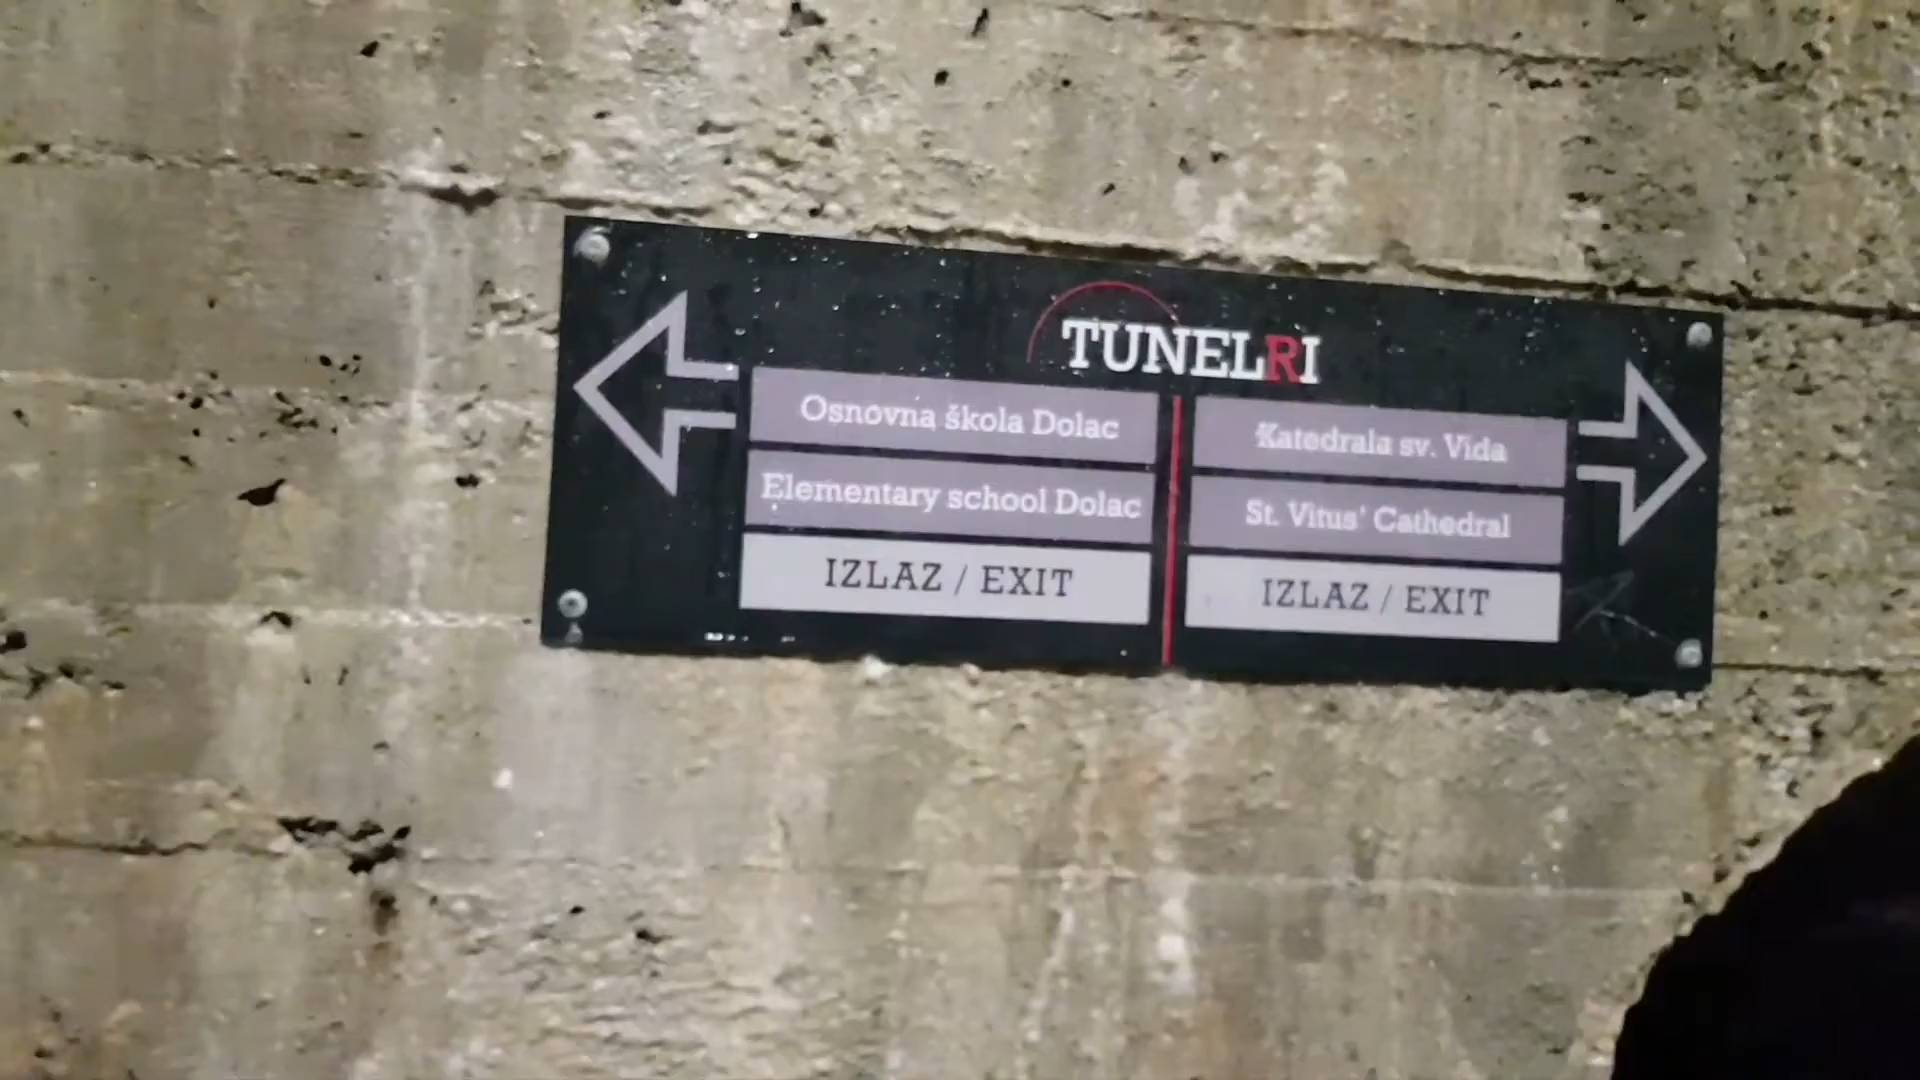 TUNELRI
Osnovna škola Dolac
Elementary school Dolac
IZLAZ / EXIT
Katedrala sv. Vida
St. Vitus' Cathedral
IZLAZ / EXIT